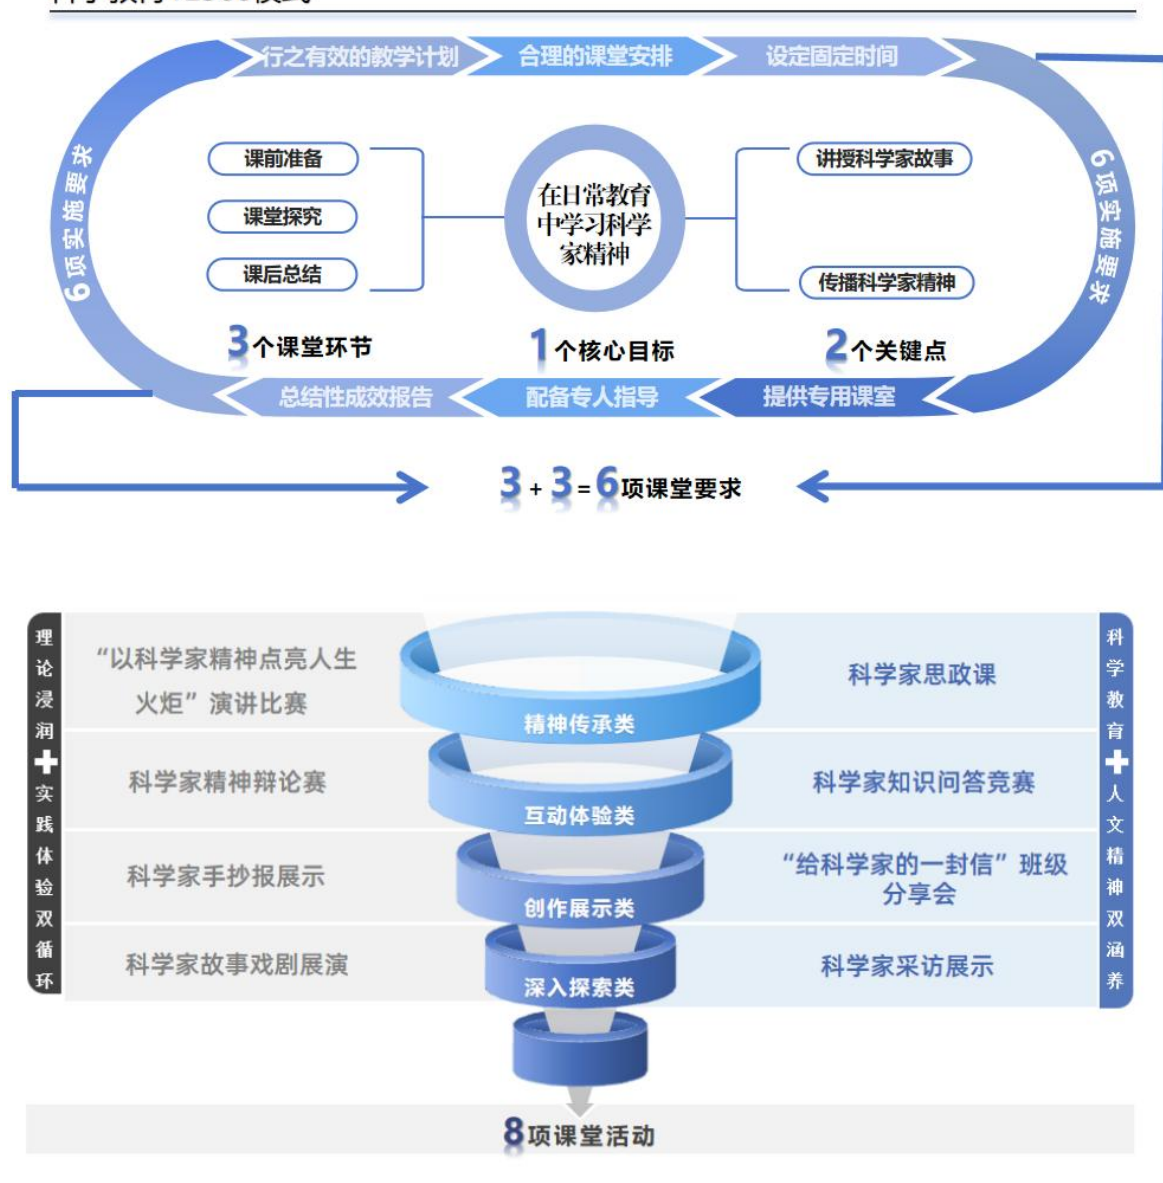 行之有效的教学计划
合理的课堂安排
设定固定时间
6项实施要求
课前准备
课堂探究
课后总结
在日常教育
中学习科学
家精神
讲授科学家故事
传播科学家精神
6项实施要求
3个课堂环节
1个核心目标
2个关键点
总结性成效报告
配备专人指导
提供专用课室
3+3=6项课堂要求
理论浸润+实践体验双循环
“以科学家精神点亮人生
火炬”演讲比赛
精神传承类
科学家思政课
科学家精神辩论赛
互动体验类
科学家知识问答竞赛
科学家手抄报展示
创作展示类
“给科学家的一封信”班级
分享会
科学家故事戏剧展演
深入探索类
科学家采访展示
科学教育+人文精神双涵养
8项课堂活动